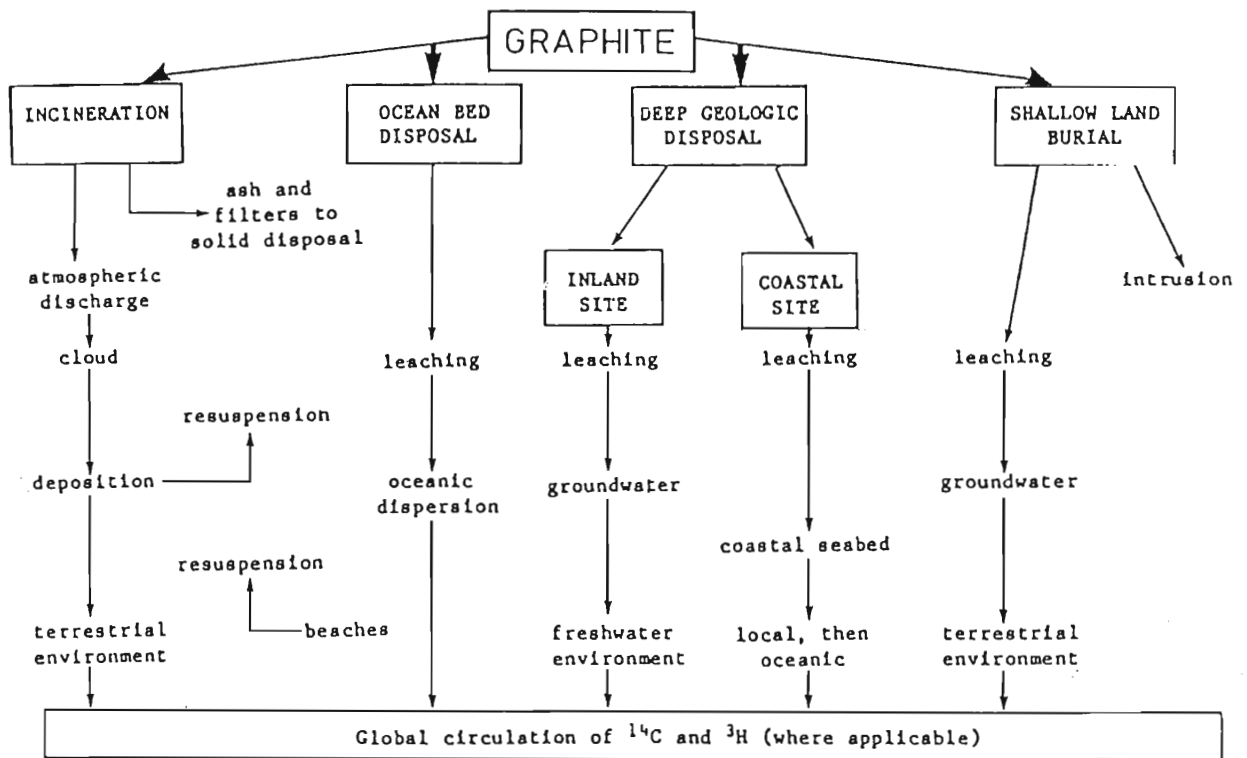 GRAPHITE
INCINERATION
OCEAN BED
DISPOSAL
DEEP GEOLOGIC
DISPOSAL
SHALLOW LAND
BURIAL
ash and
filters to
solid disposal
atmospheric
discharge
INLAND
SITE
COASTAL
SITE
intrusion
cloud
leaching
leaching
leaching
leaching
resuspension
deposition
oceanic
dispersion
groundwater
groundwater
coastal seabed
resuspension
beaches
terrestrial
environment
freshwater
environment
local, then
oceanic
terrestrial
environment
Global circulation of ¹⁴C and ³H (where applicable)